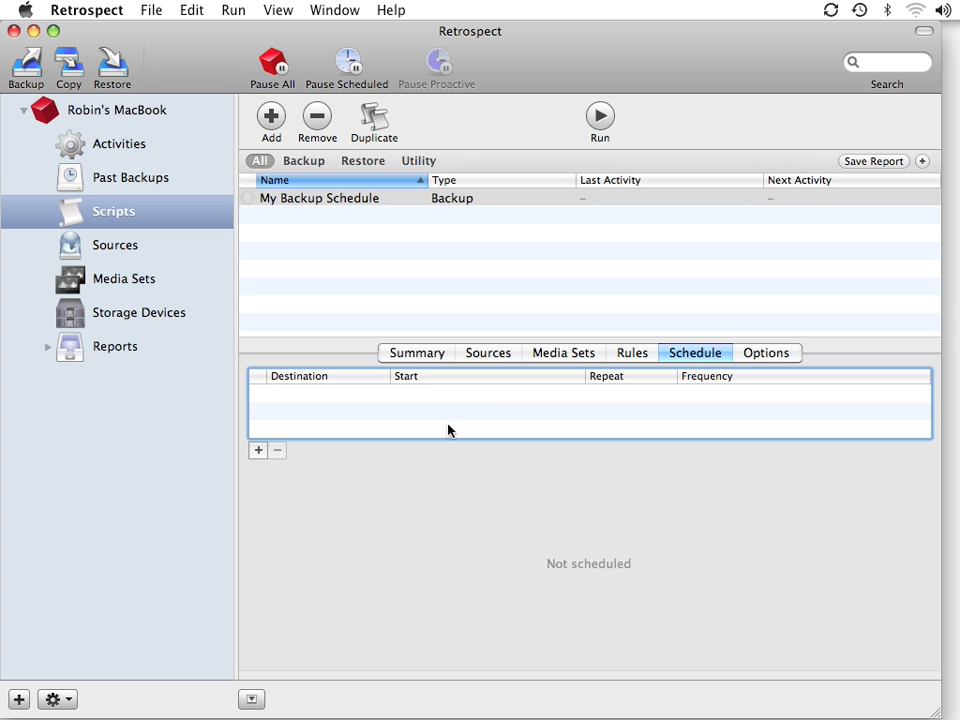 Retrospect File Edit Run View Window Help
Retrospect
Backup Copy Restore Pause All Pause Scheduled Pause Proactive Search
Robin's MacBook
Activities
Past Backups
Scripts
Sources
Media Sets
Storage Devices
Reports
Add Remove Duplicate Run
All Backup Restore Utility Save Report
Name Type Last Activity Next Activity
My Backup Schedule Backup – –
Summary Sources Media Sets Rules Schedule Options
Destination Start Repeat Frequency
Not scheduled